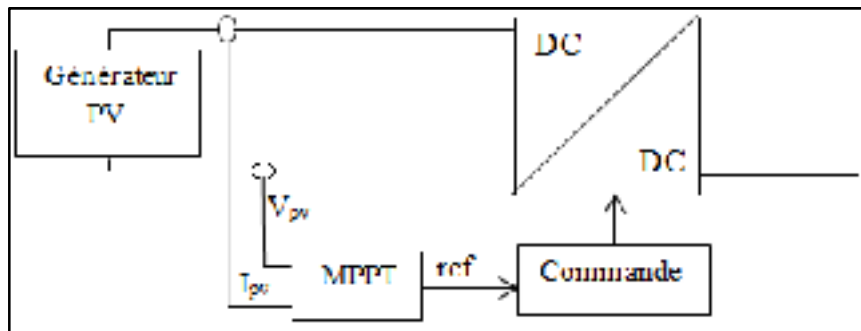 Générateur
PV
DC
DC
Vpv
Ipv
MPPT
ref
Commande